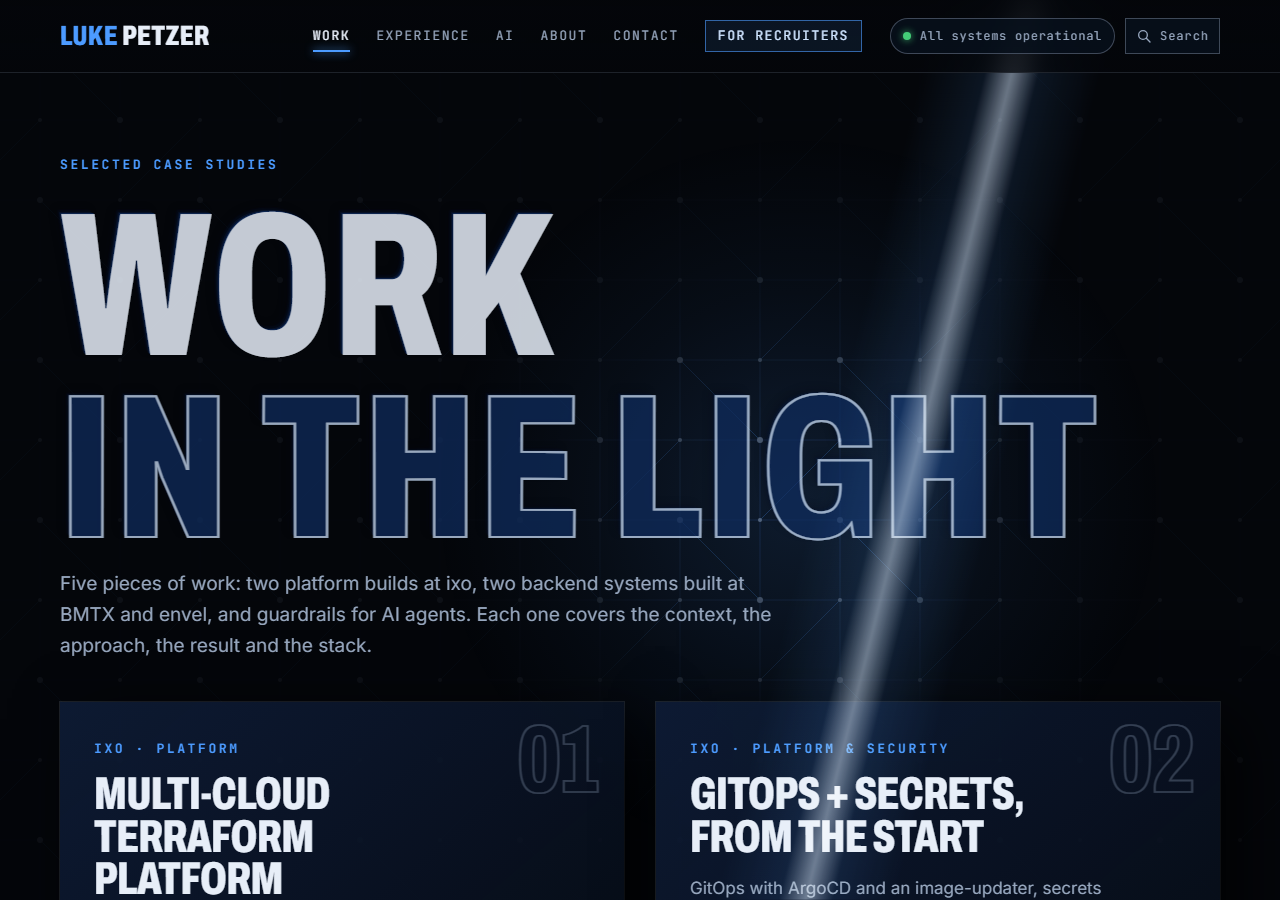 LUKE PETZER
WORK EXPERIENCE AI ABOUT CONTACT FOR RECRUITERS All systems operational Search
SELECTED CASE STUDIES
WORK
IN THE LIGHT
Five pieces of work: two platform builds at ixo, two backend systems built at
BMTX and envel, and guardrails for AI agents. Each one covers the context, the
approach, the result and the stack.
IXO · PLATFORM
01
MULTI-CLOUD
TERRAFORM
PLATFORM
IXO · PLATFORM & SECURITY
02
GITOPS + SECRETS,
FROM THE START
GitOps with ArgoCD and an image-updater, secrets